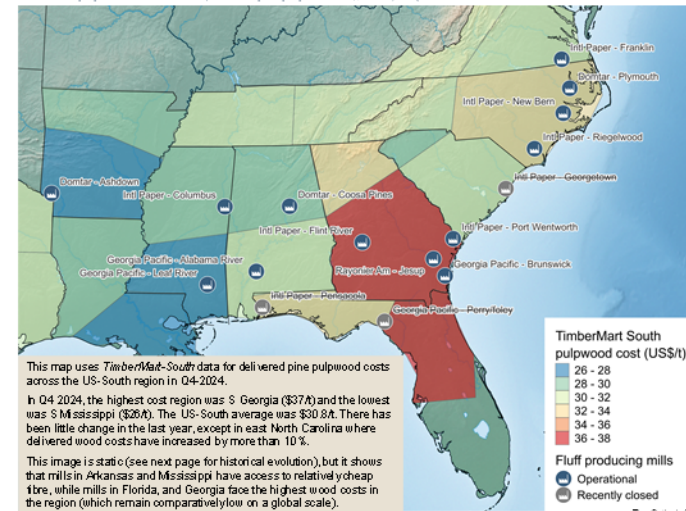 Intl Paper - Franklin
Domtar - Plymouth
Intl Paper - New Bern
Intl Paper - Riegelwood
Domtar - Ashdown
Intl Paper - Columbus
Domtar - Coosa Pines
Intl Paper - Georgetown
Intl Paper - Flint River
Intl Paper - Port Wentworth
Georgia Pacific - Alabama River
Georgia Pacific - Leaf River
Rayonier Am - Jesup
Georgia Pacific - Brunswick
Intl Paper - Pensacola
Georgia Pacific - Perry/foley
This map uses TimberMart-South data for delivered pine pulpwood costs
across the US-South region in Q4-2024.
In Q4 2024, the highest cost region was S Georgia ($37/t) and the lowest
was S Mississippi ($26/t). The US-South average was $30.8/t. There has
been little change in the last year, except in east North Carolina where
delivered wood costs have increased by more than 10%.
This image is static (see next page for historical evolution), but it shows
that mills in Arkansas and Mississippi have access to relatively cheap
fibre, while mills in Florida, and Georgia face the highest wood costs in
the region (which remain comparatively low on a global scale).
TimberMart South
pulpwood cost (US$/t)
26 - 28
28 - 30
30 - 32
32 - 34
34 - 36
36 - 38
Fluff producing mills
Operational
Recently closed